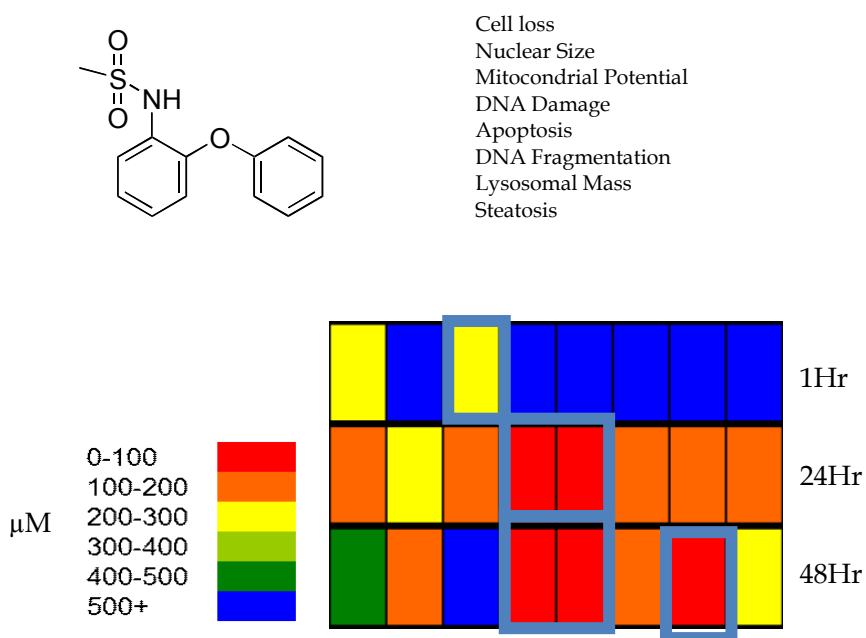 O
S
NH
O
O
Cell loss
Nuclear Size
Mitocondrial Potential
DNA Damage
Apoptosis
DNA Fragmentation
Lysosomal Mass
Steatosis
1Hr
24Hr
48Hr
µM
0-100
100-200
200-300
300-400
400-500
500+